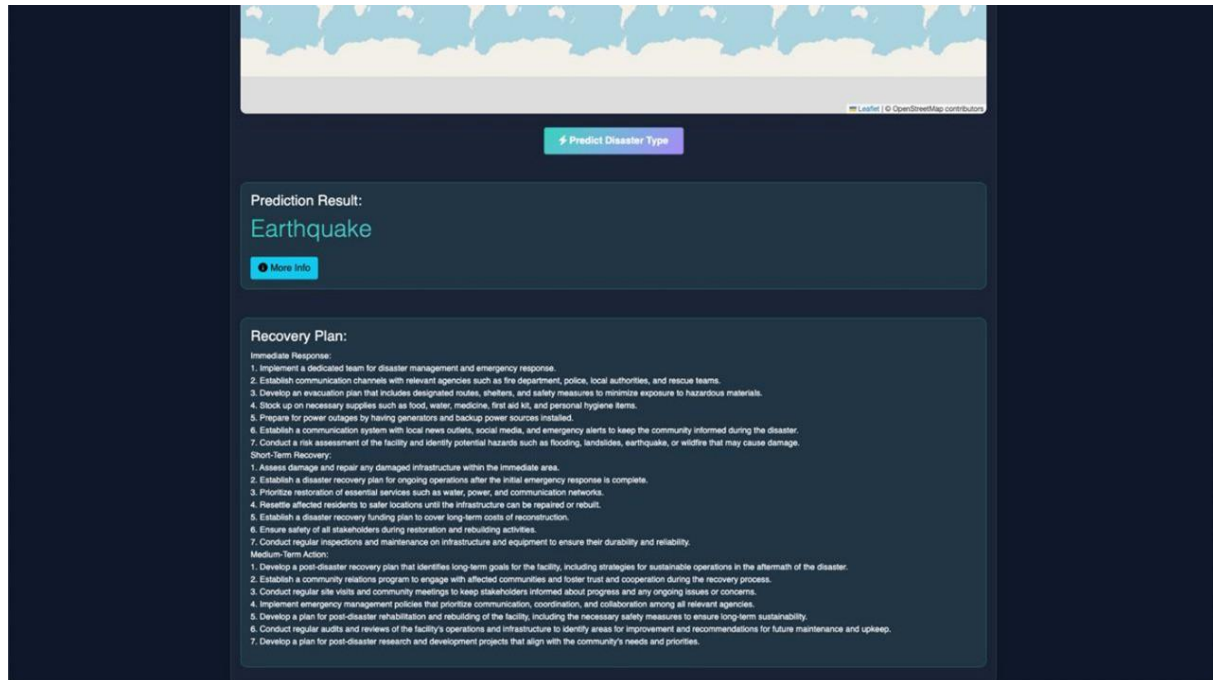 Leaflet | © OpenStreetMap contributors
Predict Disaster Type
Prediction Result:
Earthquake
More Info
Recovery Plan:
Immediate Response:
1. Implement a dedicated team for disaster management and emergency response.
2. Establish communication channels with relevant agencies such as fire department, police, local authorities, and rescue teams.
3. Develop an evacuation plan that includes designated routes, shelters, and safety measures to minimize exposure to hazardous materials.
4. Stock up on necessary supplies such as food, water, medicine, first aid kit, and personal hygiene items.
5. Prepare for power outages by having generators and backup power sources installed.
6. Establish a communication system with local news outlets, social media, and emergency alerts to keep the community informed during the disaster.
7. Conduct a risk assessment of the facility and identify potential hazards such as flooding, landslides, earthquake, or wildfire that may cause damage.
Short-Term Recovery:
1. Assess damage and repair any damaged infrastructure within the immediate area.
2. Establish a disaster recovery plan for ongoing operations after the initial emergency response is complete.
3. Prioritize restoration of essential services such as water, power, and communication networks.
4. Resettle affected residents to safer locations until the infrastructure can be repaired or rebuilt.
5. Establish a disaster recovery funding plan to cover long-term costs of reconstruction.
6. Ensure safety of all stakeholders during restoration and rebuilding activities.
7. Conduct regular inspections and maintenance on infrastructure and equipment to ensure their durability and reliability.
Medium-Term Action:
1. Develop a post-disaster recovery plan that identifies long-term goals for the facility, including strategies for sustainable operations in the aftermath of the disaster.
2. Establish a community relations program to engage with affected communities and foster trust and cooperation during the recovery process.
3. Conduct regular site visits and community meetings to keep stakeholders informed about progress and any ongoing issues or concerns.
4. Implement emergency management policies that prioritize communication, coordination, and collaboration among all relevant agencies.
5. Develop a plan for post-disaster rehabilitation and rebuilding of the facility, including the necessary safety measures to ensure long-term sustainability.
6. Conduct regular audits and reviews of the facility's operations and infrastructure to identify areas for improvement and recommendations for future maintenance and upkeep.
7. Develop a plan for post-disaster research and development projects that align with the community's needs and priorities.